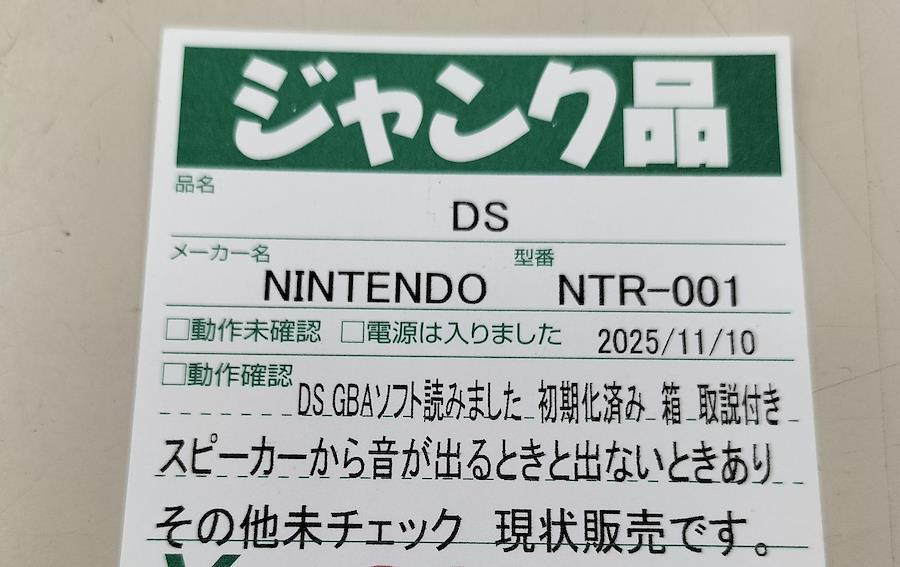 ジャンク品
品名
DS
メーカー名 型番
NINTENDO NTR-001
□動作未確認 □電源は入りました 2025/11/10
□動作確認 DS GBAソフト読みました 初期化済み 箱 取説付き
スピーカーから音が出るときと出ないときあり
その他未チェック 現状販売です。